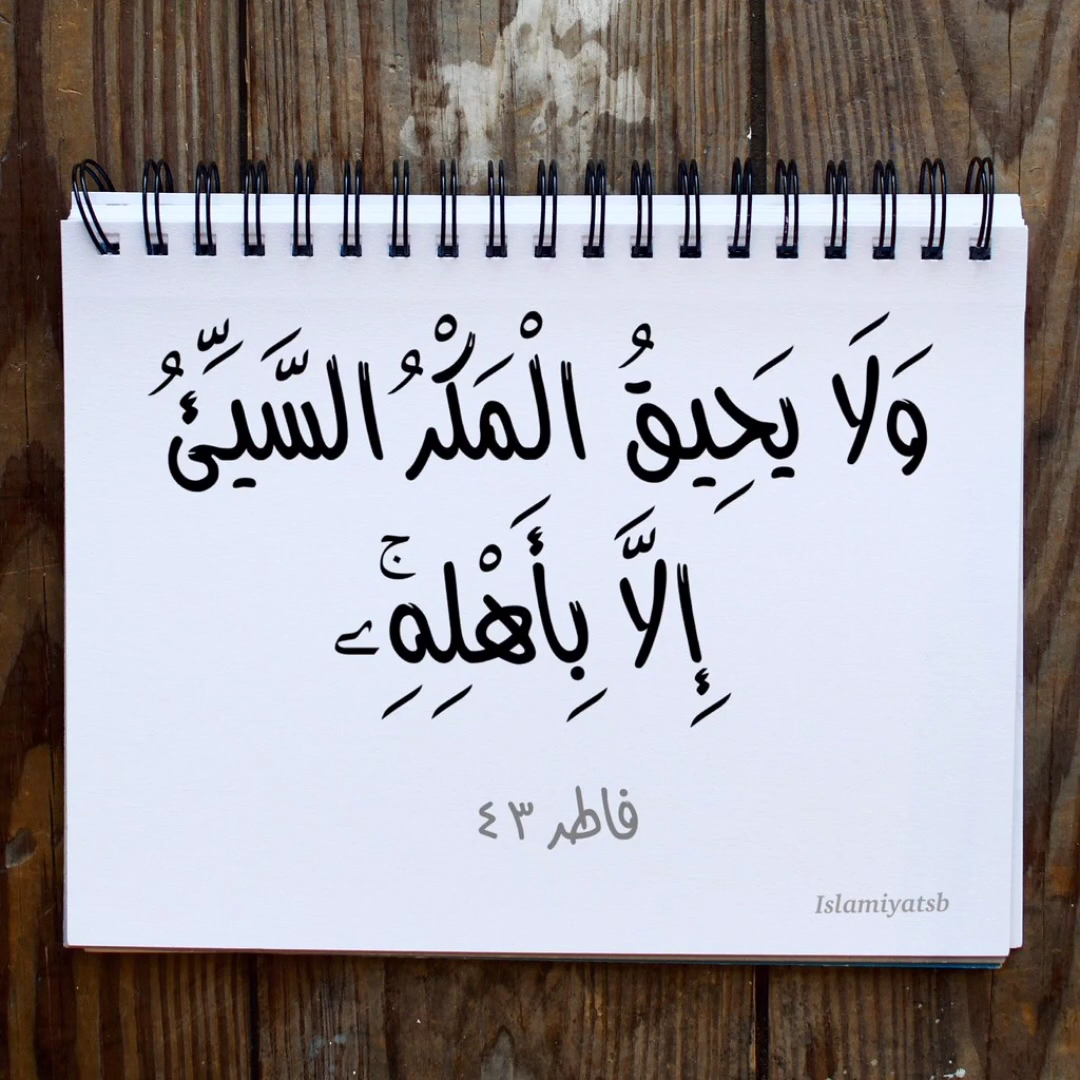 وَلَا يَحِيقُ الْمَكْرُ السَّيِّئُ
إِلَّا بِأَهْلِهِۦۚ
فاطر ٤٣
Islamiyatsb